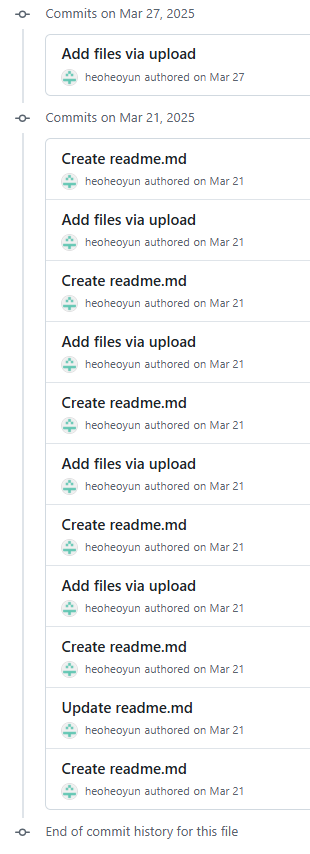 Commits on Mar 27, 2025
Add files via upload
heoheoyun authored on Mar 27
Commits on Mar 21, 2025
Create readme.md
heoheoyun authored on Mar 21
Add files via upload
heoheoyun authored on Mar 21
Create readme.md
heoheoyun authored on Mar 21
Add files via upload
heoheoyun authored on Mar 21
Create readme.md
heoheoyun authored on Mar 21
Add files via upload
heoheoyun authored on Mar 21
Create readme.md
heoheoyun authored on Mar 21
Add files via upload
heoheoyun authored on Mar 21
Create readme.md
heoheoyun authored on Mar 21
Update readme.md
heoheoyun authored on Mar 21
Create readme.md
heoheoyun authored on Mar 21
End of commit history for this file